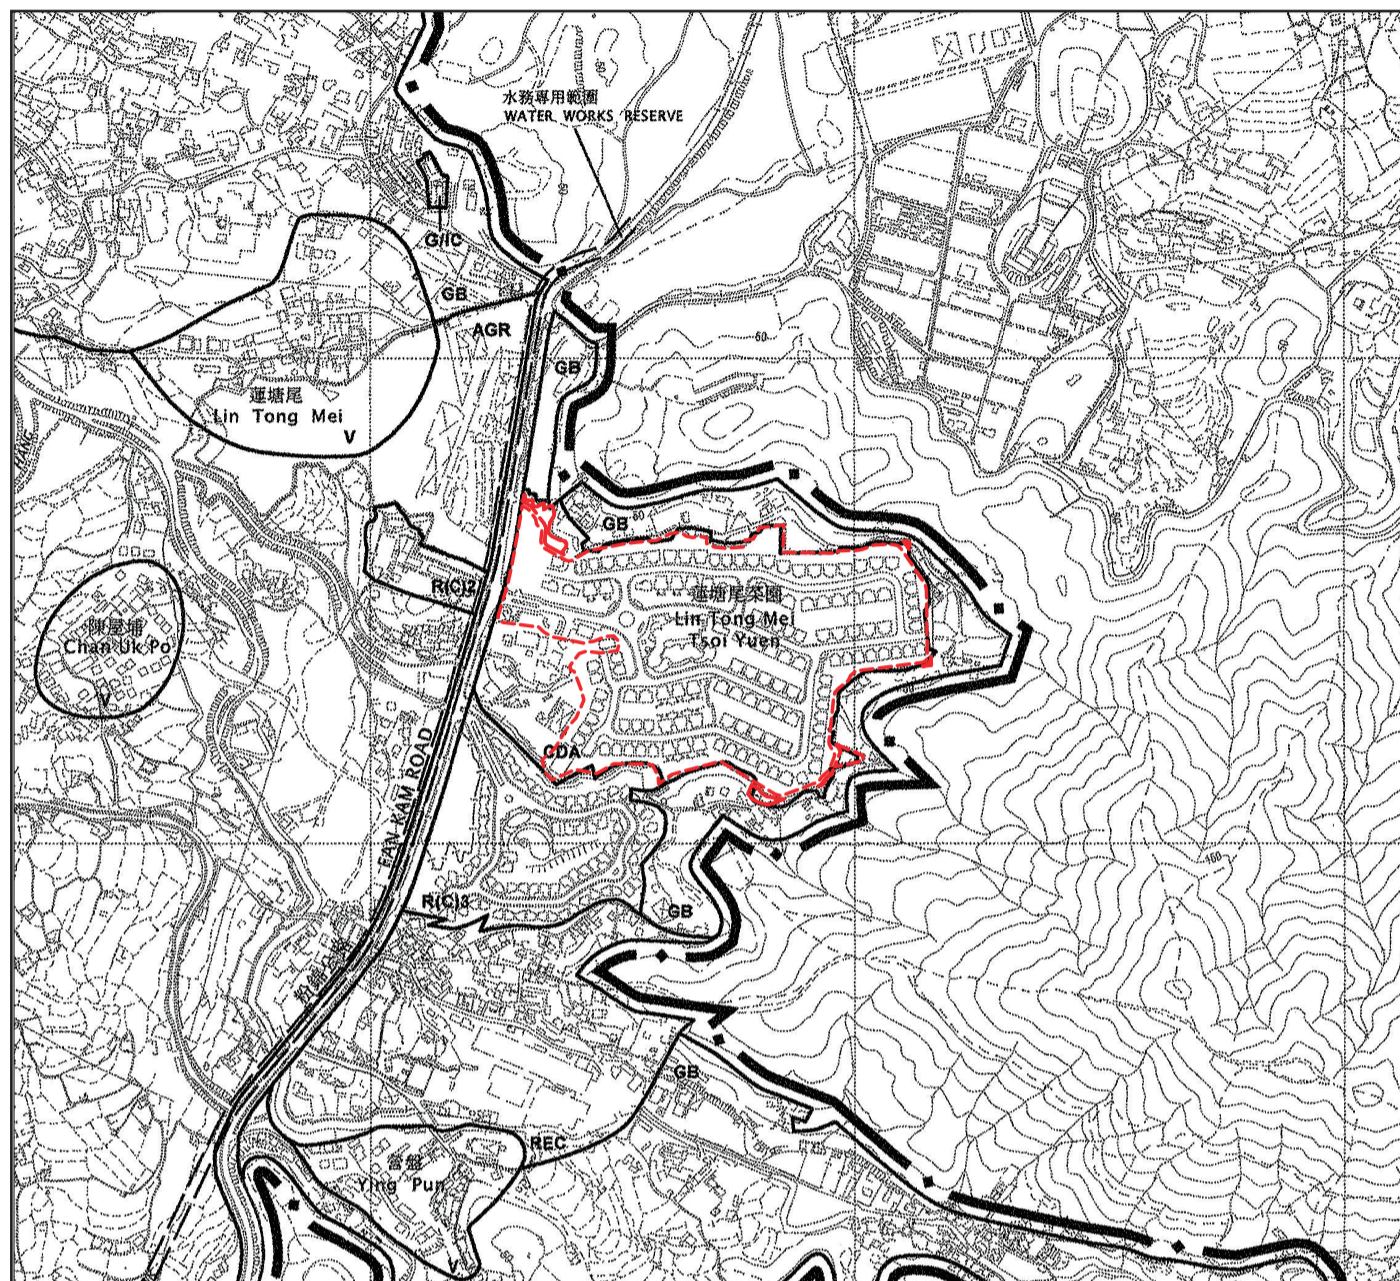 水務專用範圍
WATER WORKS RESERVE
G/IC
GB
AGR
GB
蓮塘尾
Lin Tong Mei
V
60
GB
80
R(C)2
蓮塘尾菜園
Lin Tong Mei
Tsoi Yuen
陳屋埔
Chan Uk Po
V
CDA
FAN KAM ROAD
160
R(C)3
GB
GB
REC
營盤
Ying Pun
V